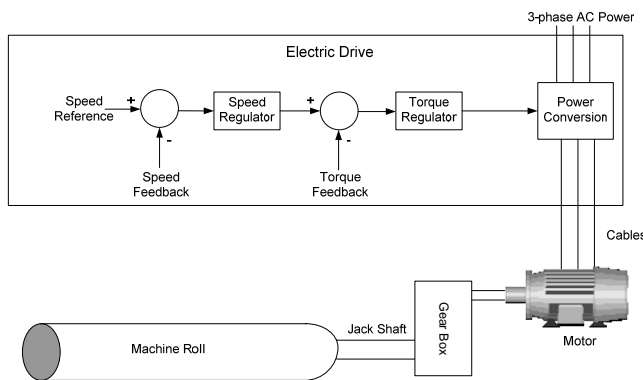 3-phase AC Power
Electric Drive
Speed
Reference
+
-
Speed
Feedback
Speed
Regulator
+
-
Torque
Feedback
Torque
Regulator
Power
Conversion
Cables
Motor
Gear Box
Jack Shaft
Machine Roll